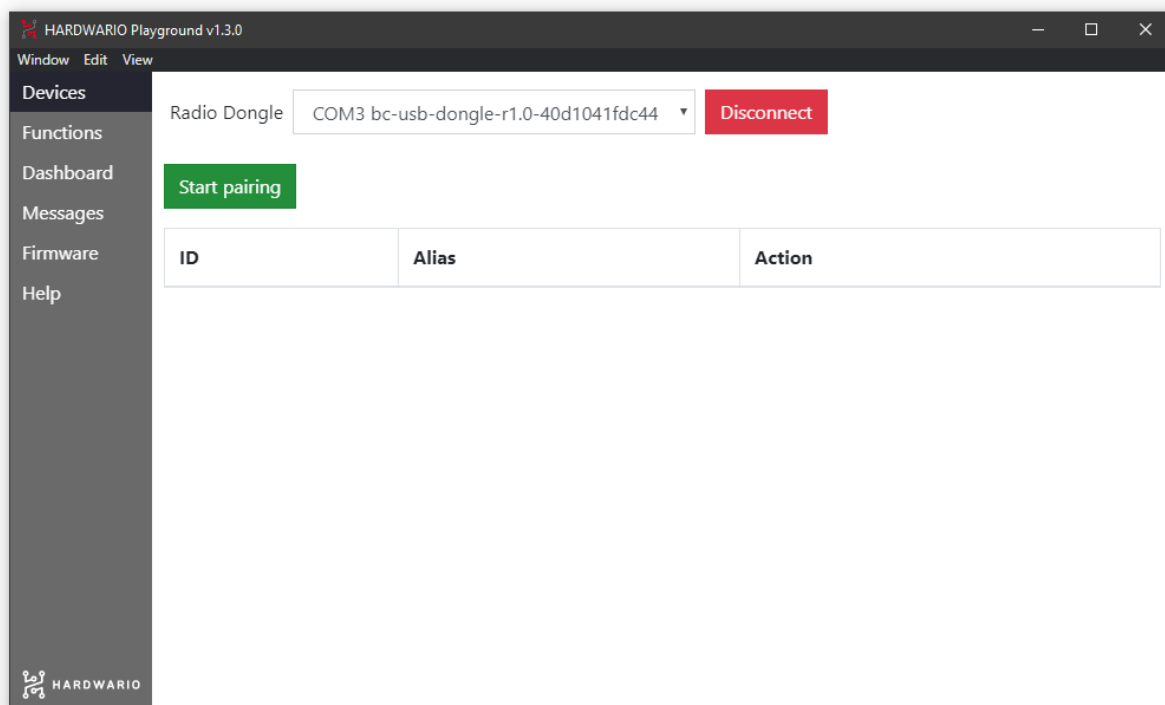 HARDWARIO Playground v1.3.0
Window Edit View
Devices
Functions
Dashboard
Messages
Firmware
Help
HARDWARIO
Radio Dongle COM3 bc-usb-dongle-r1.0-40d1041fdc44 Disconnect
Start pairing
ID Alias Action